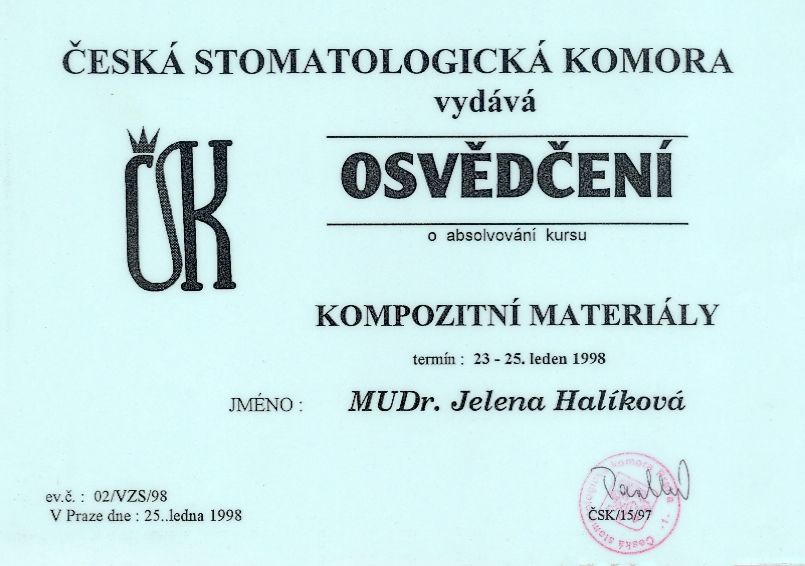 ČESKÁ STOMATOLOGICKÁ KOMORA
vydává
ČSK
OSVĚDČENÍ
o absolvování kursu
KOMPOZITNÍ MATERIÁLY
termín : 23 - 25. leden 1998
JMÉNO : MUDr. Jelena Halíková
ev.č. : 02/VZS/98
V Praze dne : 25..ledna 1998
ČSK/15/97